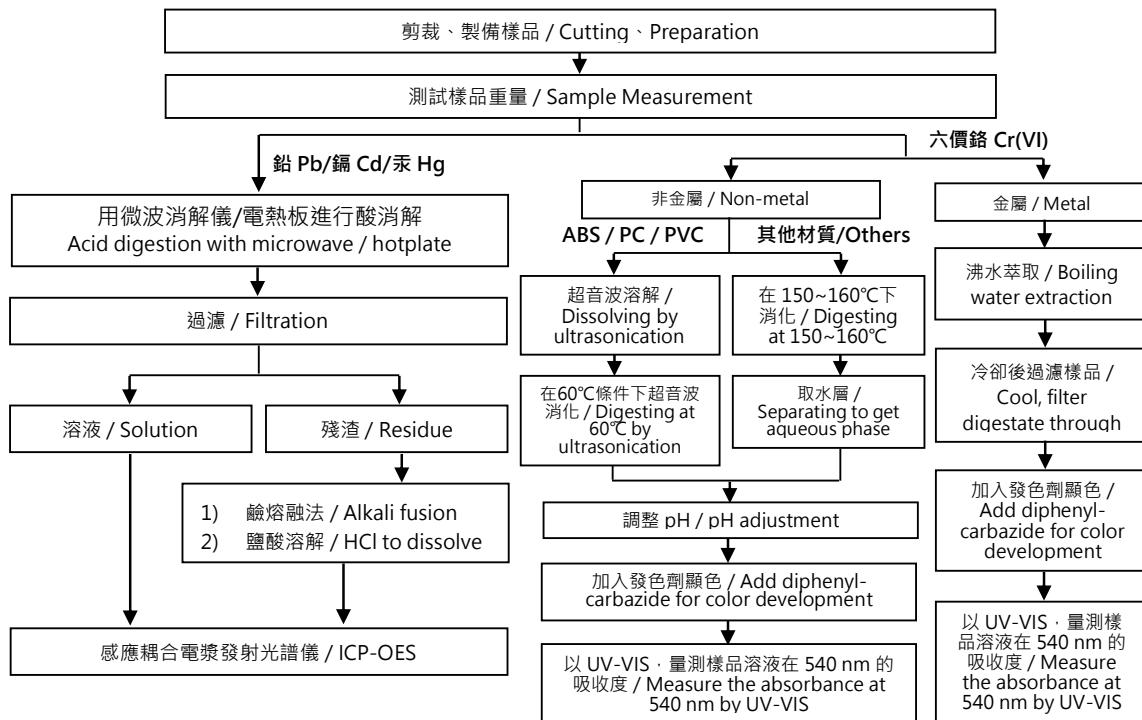 剪裁、製備樣品 / Cutting、Preparation
測試樣品重量 / Sample Measurement
鉛 Pb/鎘 Cd/汞 Hg
六價鉻 Cr(VI)
用微波消解儀/電熱板進行酸消解
Acid digestion with microwave / hotplate
過濾 / Filtration
溶液 / Solution
殘渣 / Residue
1) 鹼熔融法 / Alkali fusion
2) 鹽酸溶解 / HCl to dissolve
感應耦合電漿發射光譜儀 / ICP-OES
非金屬 / Non-metal
ABS / PC / PVC
其他材質/Others
超音波溶解 /
Dissolving by
ultrasonication
在60℃條件下超音波
消化 / Digesting at
60℃ by
ultrasonication
在 150~160℃下
消化 / Digesting
at 150~160℃
取水層 /
Separating to get
aqueous phase
調整 pH / pH adjustment
加入發色劑顯色 / Add diphenyl-
carbazide for color development
以 UV-VIS，量測樣品溶液在 540 nm 的
吸收度 / Measure the absorbance at
540 nm by UV-VIS
金屬 / Metal
沸水萃取 / Boiling
water extraction
冷卻後過濾樣品 /
Cool, filter
digestate through
加入發色劑顯色 /
Add diphenyl-
carbazide for color
development
以 UV-VIS，量測樣
品溶液在 540 nm 的
吸收度 / Measure
the absorbance at
540 nm by UV-VIS